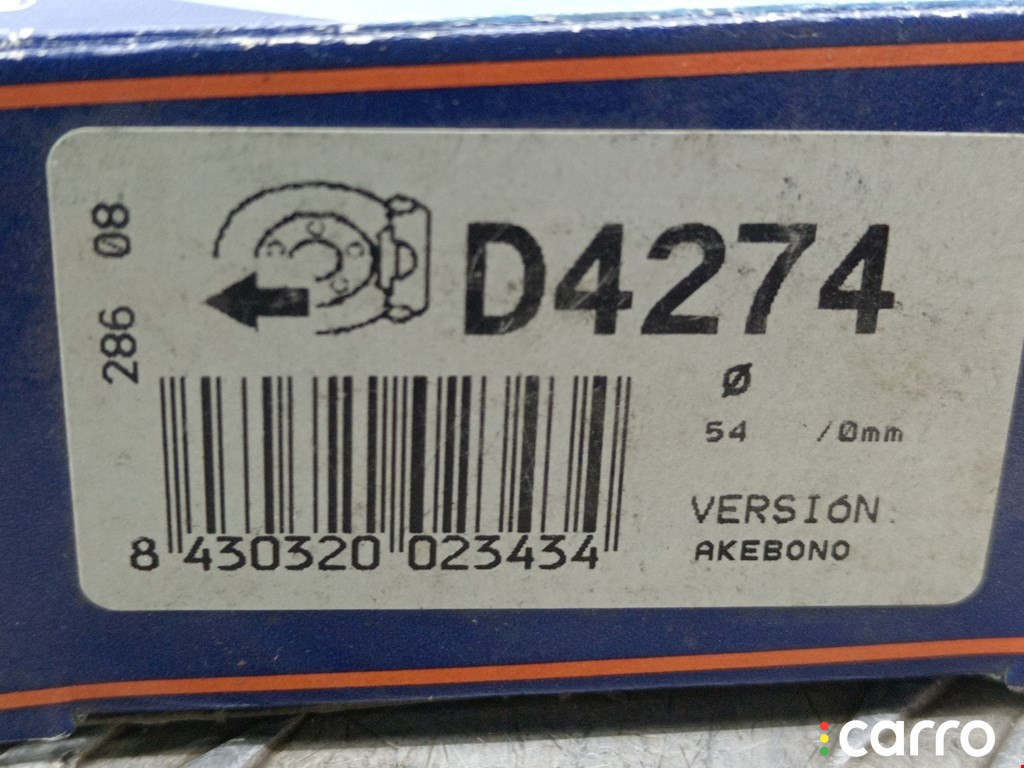 286 08
D4274
Ø
54 /0mm
VERSIÓN
AKEBONO
8 430320 023434
carro